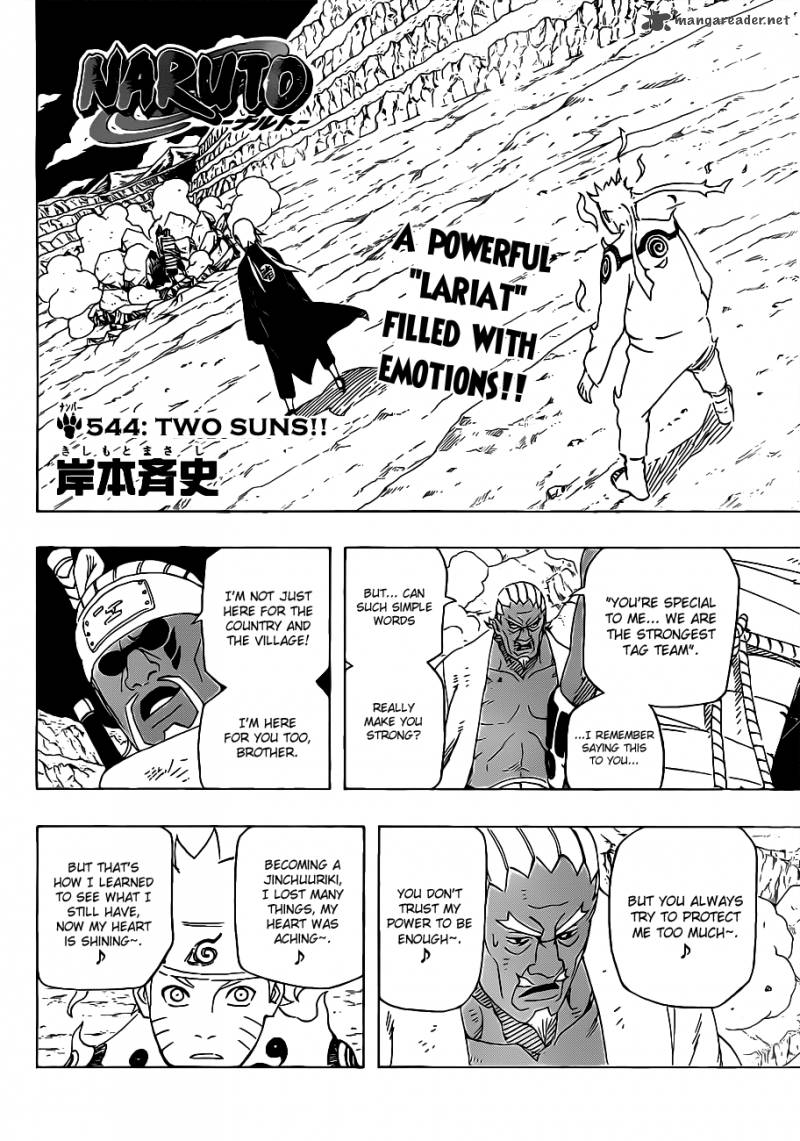 mangareader.net
NARUTO
ーナルトー
A POWERFUL
"LARIAT"
FILLED WITH
EMOTIONS!!
ナンバー
544: TWO SUNS!!
きしもとまさし
岸本斉史
"YOU'RE SPECIAL
TO ME... WE ARE
THE STRONGEST
TAG TEAM".
...I REMEMBER
SAYING THIS
TO YOU...
BUT... CAN
SUCH SIMPLE
WORDS
REALLY
MAKE YOU
STRONG?
I'M NOT JUST
HERE FOR THE
COUNTRY AND
THE VILLAGE!
I'M HERE
FOR YOU TOO,
BROTHER.
BUT YOU ALWAYS
TRY TO PROTECT
ME TOO MUCH~.
♪
YOU DON'T
TRUST MY
POWER TO BE
ENOUGH~.
♪
BECOMING A
JINCHUURIKI,
I LOST MANY
THINGS, MY
HEART WAS
ACHING~.
♪
BUT THAT'S
HOW I LEARNED
TO SEE WHAT I
STILL HAVE,
NOW MY HEART
IS SHINING~.
♪